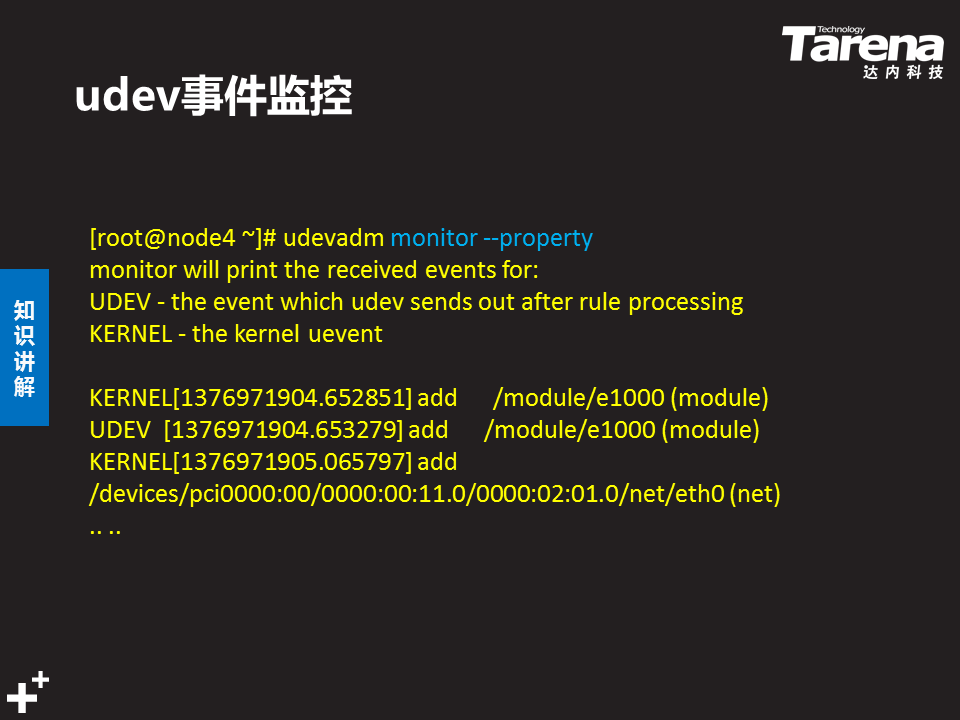 Technology
Tarena
达内科技
udev事件监控
[root@node4 ~]# udevadm monitor --property
monitor will print the received events for:
UDEV - the event which udev sends out after rule processing
KERNEL - the kernel uevent
知识讲解
KERNEL[1376971904.652851] add      /module/e1000 (module)
UDEV  [1376971904.653279] add      /module/e1000 (module)
KERNEL[1376971905.065797] add
/devices/pci0000:00/0000:00:11.0/0000:02:01.0/net/eth0 (net)
.. ..